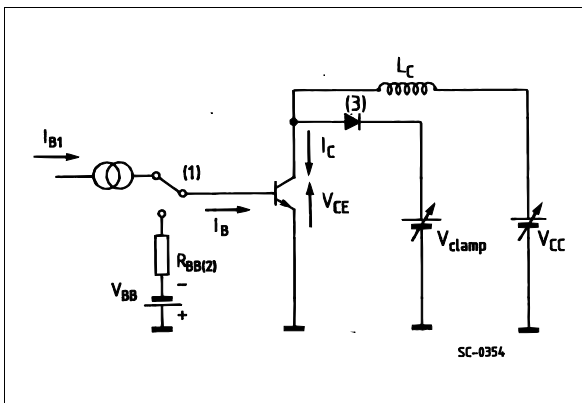 L_C
(3)
I_B1
(1)
I_C
V_CE
I_B
V_clamp
V_CC
R_BB(2)
V_BB
−
+
SC-0354